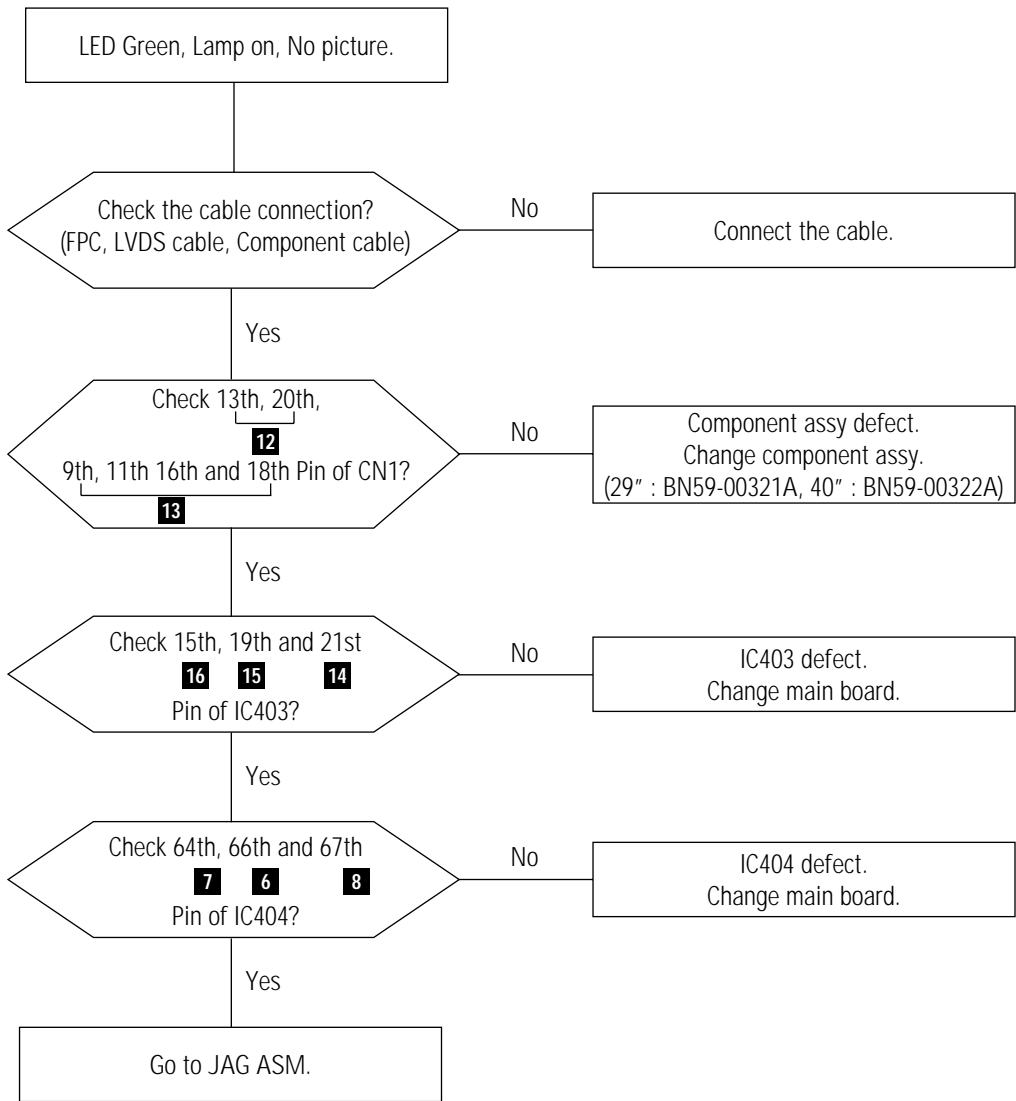 LED Green, Lamp on, No picture.
Check the cable connection?
(FPC, LVDS cable, Component cable)
No
Connect the cable.
Yes
Check 13th, 20th,
12
9th, 11th 16th and 18th Pin of CN1?
13
No
Component assy defect.
Change component assy.
(29″ : BN59-00321A, 40″ : BN59-00322A)
Yes
Check 15th, 19th and 21st
16 15 14
Pin of IC403?
No
IC403 defect.
Change main board.
Yes
Check 64th, 66th and 67th
7 6 8
Pin of IC404?
No
IC404 defect.
Change main board.
Yes
Go to JAG ASM.